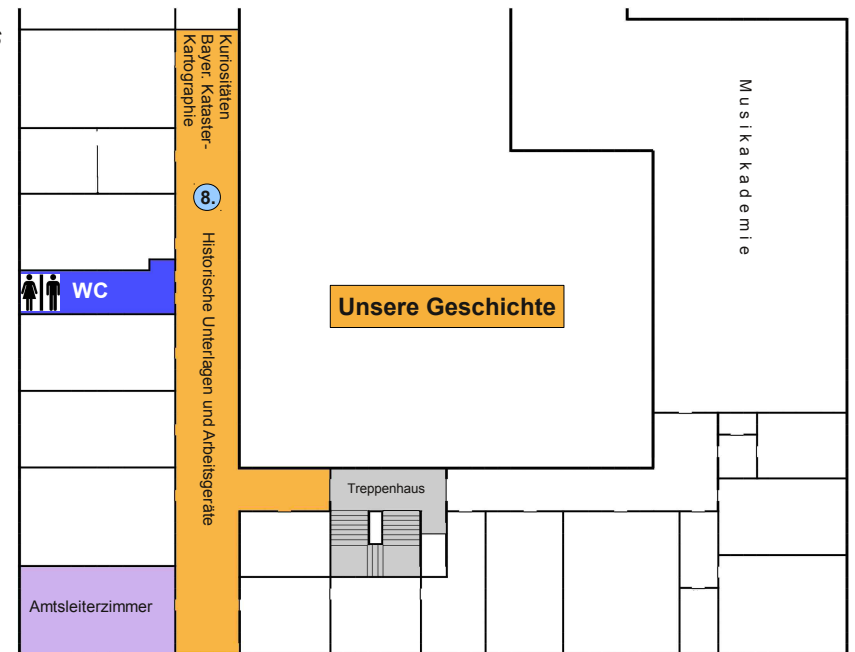 Kuriositäten
Bayer. Kataster-
Kartographie
8.
Historische Unterlagen und Arbeitsgeräte
WC
Unsere Geschichte
Musikakademie
Treppenhaus
Amtsleiterzimmer